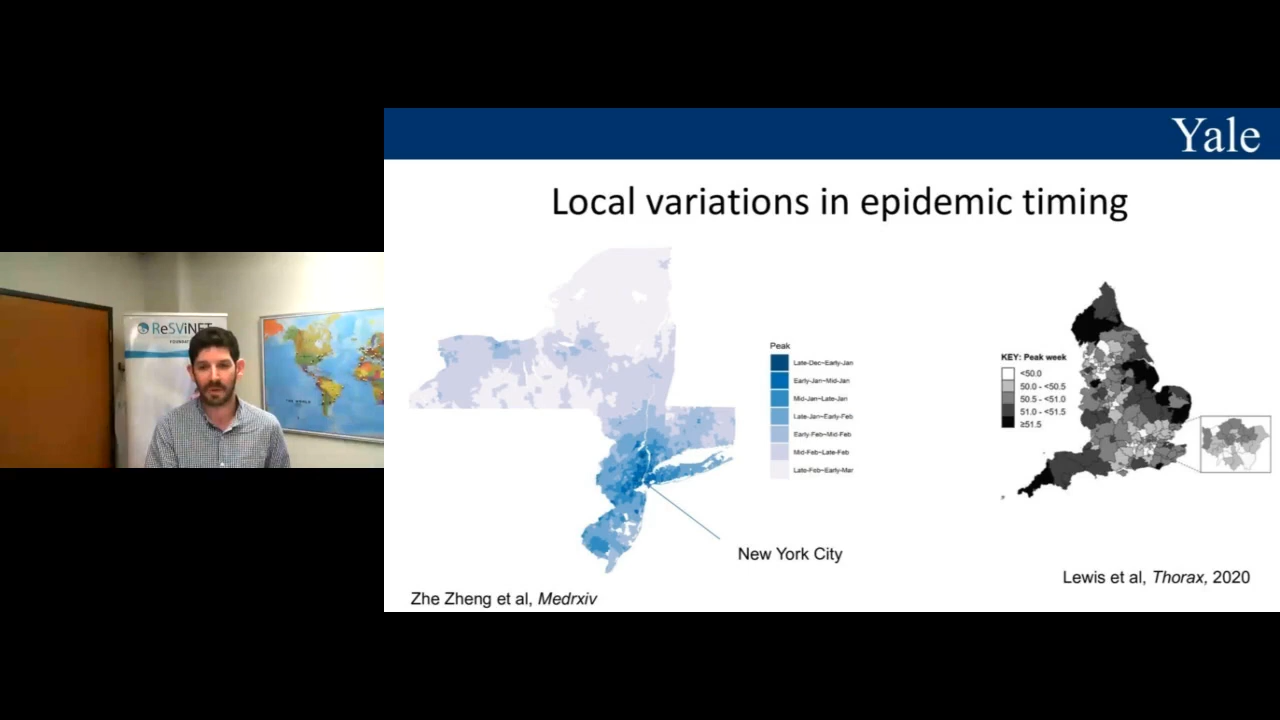 Yale
Local variations in epidemic timing
ReSViNET
Peak
Late-Dec~Early-Jan
Early-Jan~Mid-Jan
Mid-Jan~Late-Jan
Late-Jan~Early-Feb
Early-Feb~Mid-Feb
Mid-Feb~Late-Feb
Late-Feb~Early-Mar
KEY: Peak week
<50.0
50.0 - <50.5
50.5 - <51.0
51.0 - <51.5
≥51.5
New York City
Lewis et al, Thorax, 2020
Zhe Zheng et al, Medrxiv